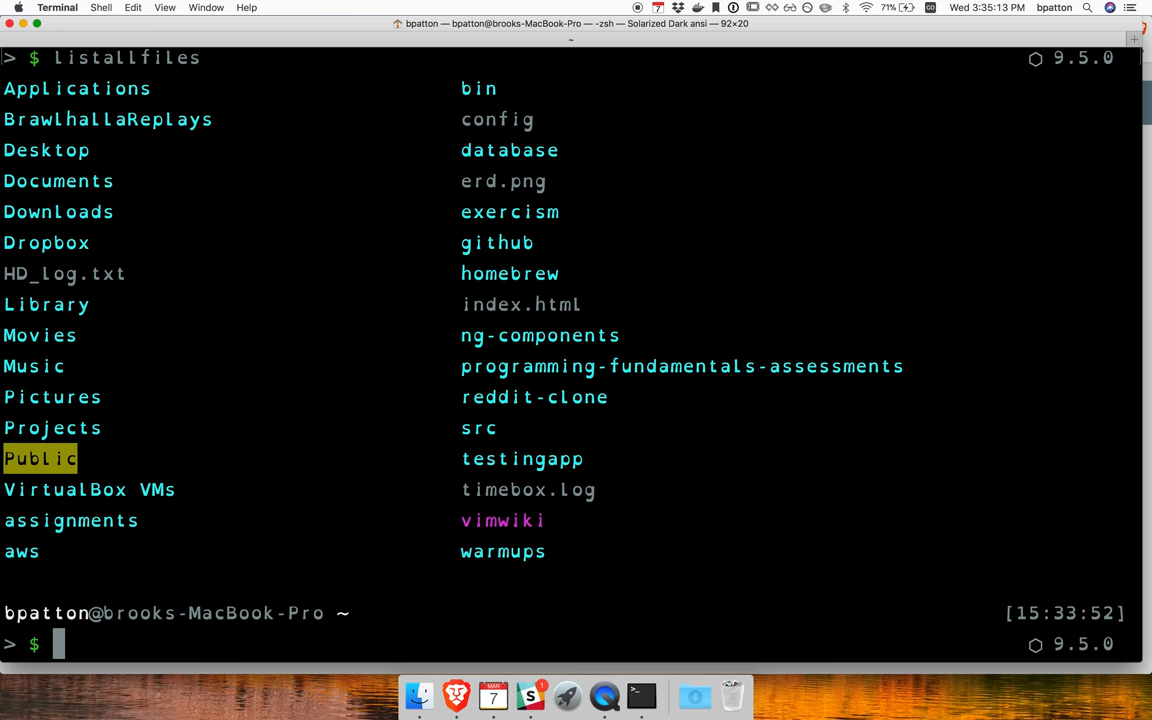 Terminal Shell Edit View Window Help 7 71% Wed 3:35:13 PM bpatton
bpatton — bpatton@brooks-MacBook-Pro — -zsh — Solarized Dark ansi — 92×20
~ +
> $ listallfiles ⬡ 9.5.0
Applications bin
BrawlhallaReplays config
Desktop database
Documents erd.png
Downloads exercism
Dropbox github
HD_log.txt homebrew
Library index.html
Movies ng-components
Music programming-fundamentals-assessments
Pictures reddit-clone
Projects src
Public testingapp
VirtualBox VMs timebox.log
assignments vimwiki
aws warmups
bpatton@brooks-MacBook-Pro ~ [15:33:52]
> $ ⬡ 9.5.0
MAR
7 S 1 >_